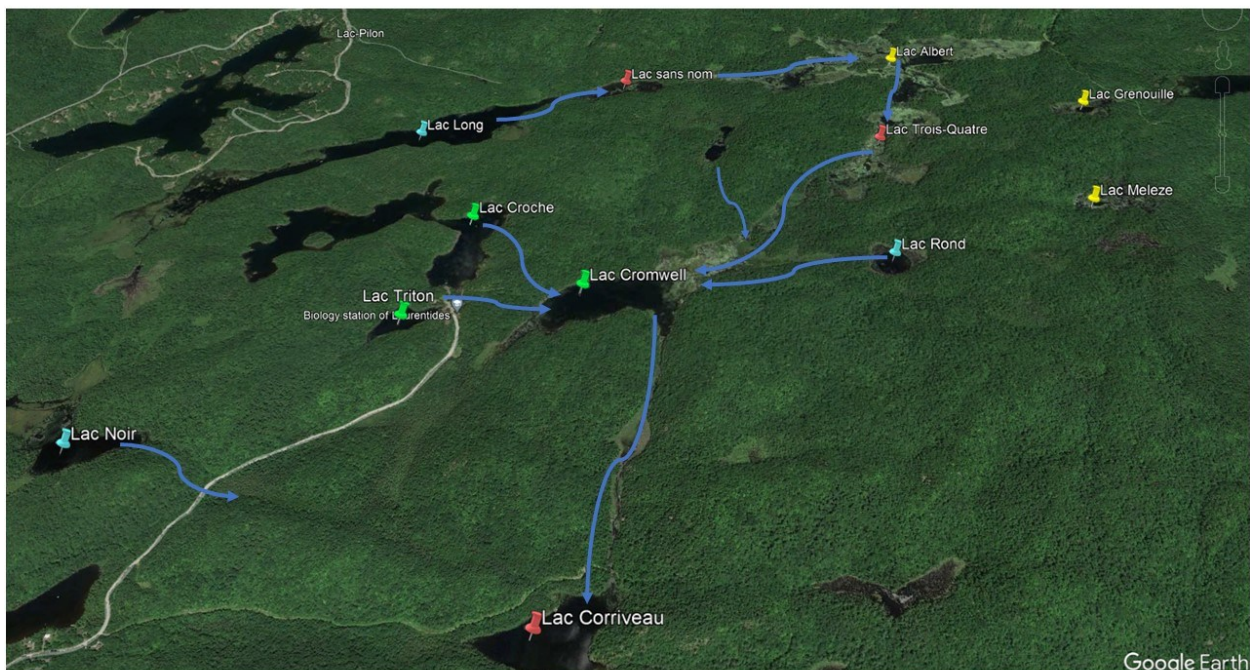 Lac-Pilon
Lac Albert
Lac sans nom
Lac Grenouille
Lac Long
Lac Trois-Quatre
Lac Meleze
Lac Croche
Lac Rond
Lac Cromwell
Lac Triton
Biology station of Laurentides
Lac Noir
Lac Corriveau
Google Earth